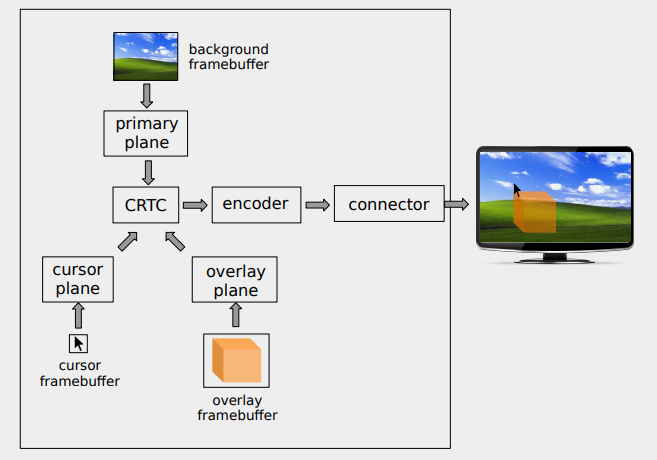 background
framebuffer
primary
plane
CRTC
encoder
connector
cursor
plane
overlay
plane
cursor
framebuffer
overlay
framebuffer